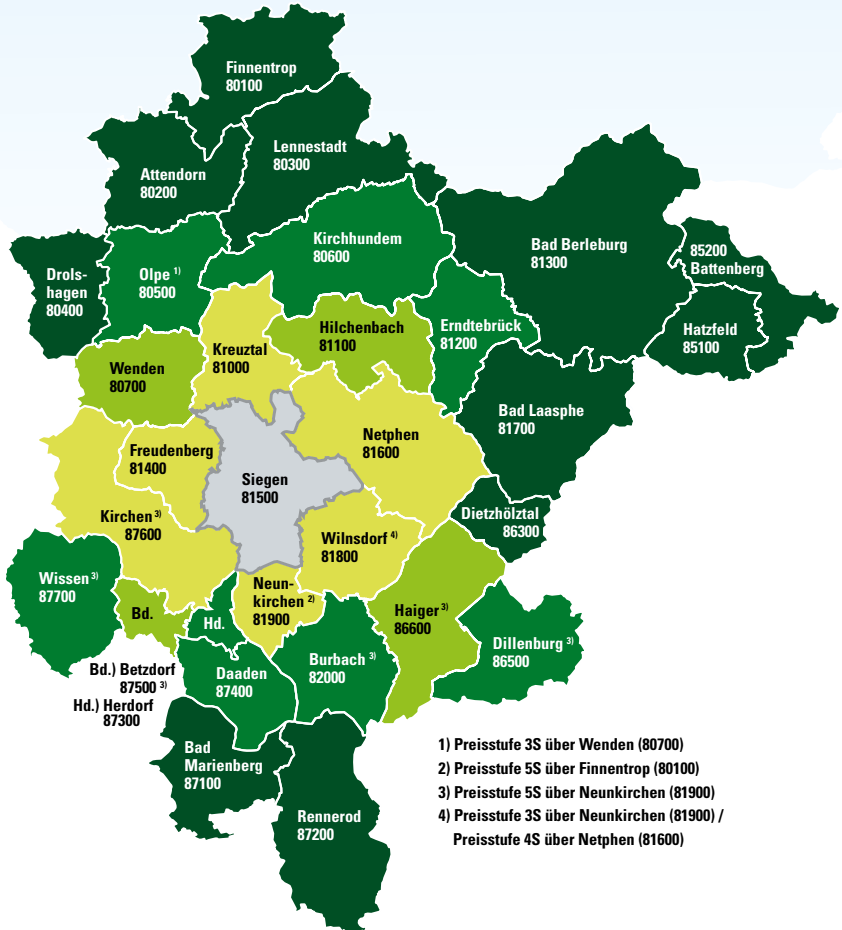 Finnentrop
80100
Lennestadt
80300
Attendorn
80200
Kirchhundem
80600
Bad Berleburg
81300
85200
Battenberg
Drols-
hagen
80400
Olpe 1)
80500
Hatzfeld
85100
Erndtebrück
81200
Hilchenbach
81100
Kreuztal
81000
Wenden
80700
Bad Laasphe
81700
Netphen
81600
Freudenberg
81400
Siegen
81500
Dietzhölztal
86300
Kirchen 3)
87600
Wilnsdorf 4)
81800
Wissen 3)
87700
Neun-
kirchen 2)
81900
Haiger 3)
86600
Bd.
Hd.
Dillenburg 3)
86500
Burbach 3)
82000
Daaden
87400
Bd.) Betzdorf
87500 3)
Hd.) Herdorf
87300
Bad
Marienberg
87100
Rennerod
87200
1) Preisstufe 3S über Wenden (80700)
2) Preisstufe 5S über Finnentrop (80100)
3) Preisstufe 5S über Neunkirchen (81900)
4) Preisstufe 3S über Neunkirchen (81900) /
Preisstufe 4S über Netphen (81600)